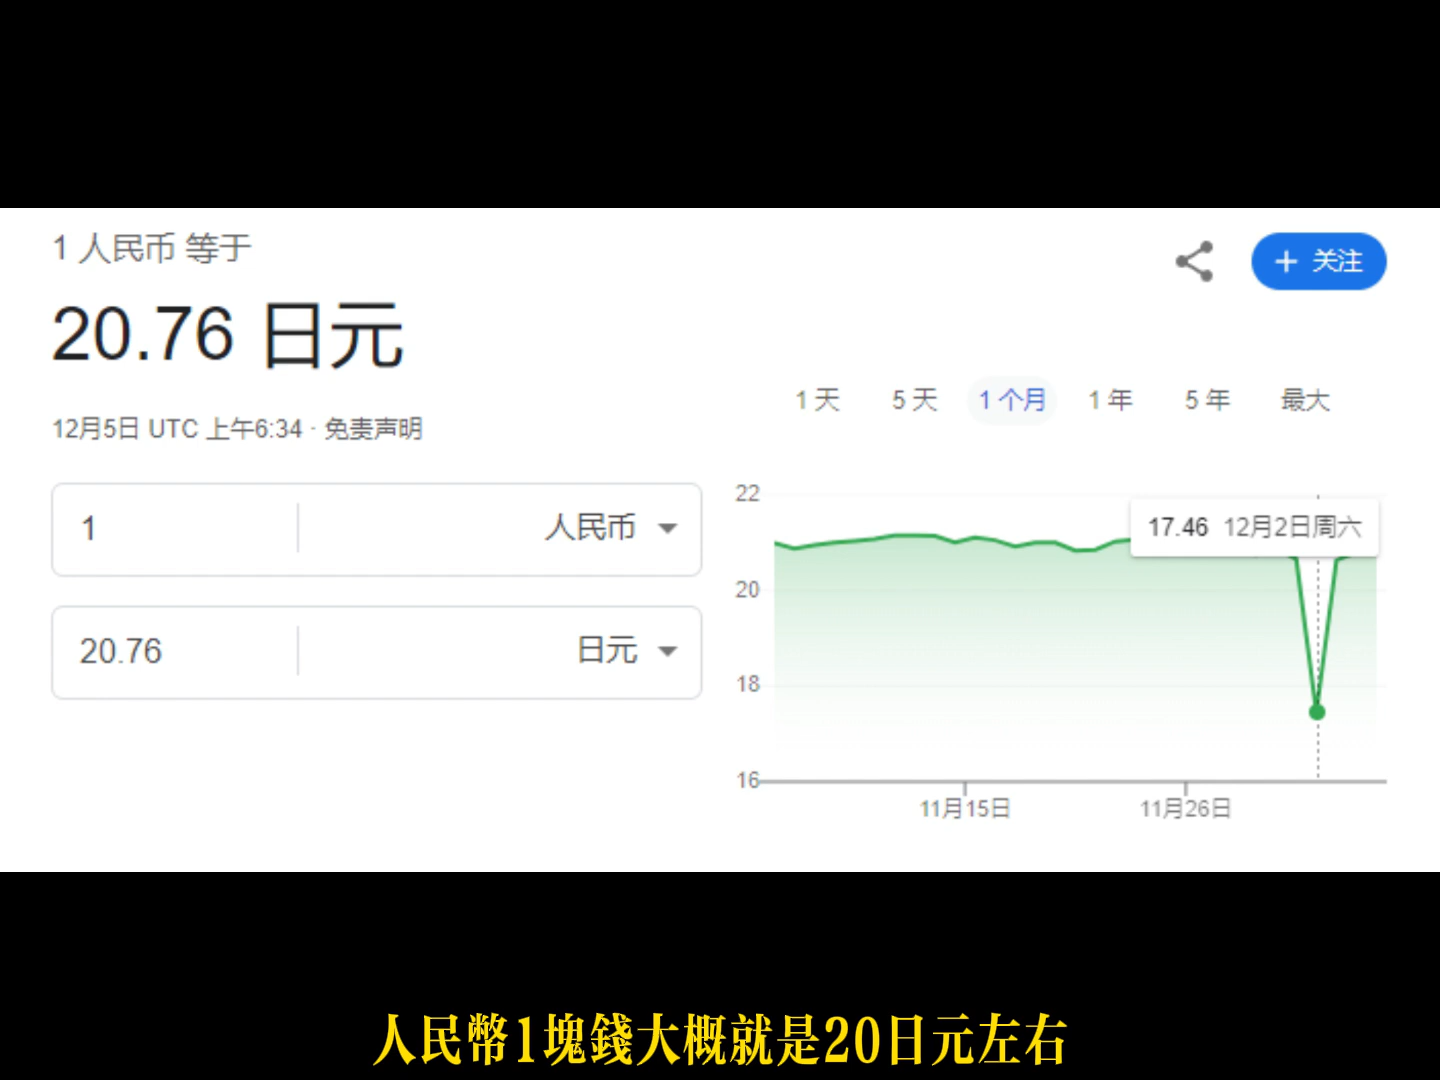 1 人民币 等于
20.76 日元
12月5日 UTC 上午6:34 · 免责声明
1 人民币
20.76 日元
+ 关注
1 天 5 天 1 个月 1 年 5 年 最大
22
17.46 12月2日周六
20
18
16
11月15日 11月26日
人民幣1塊錢大概就是20日元左右